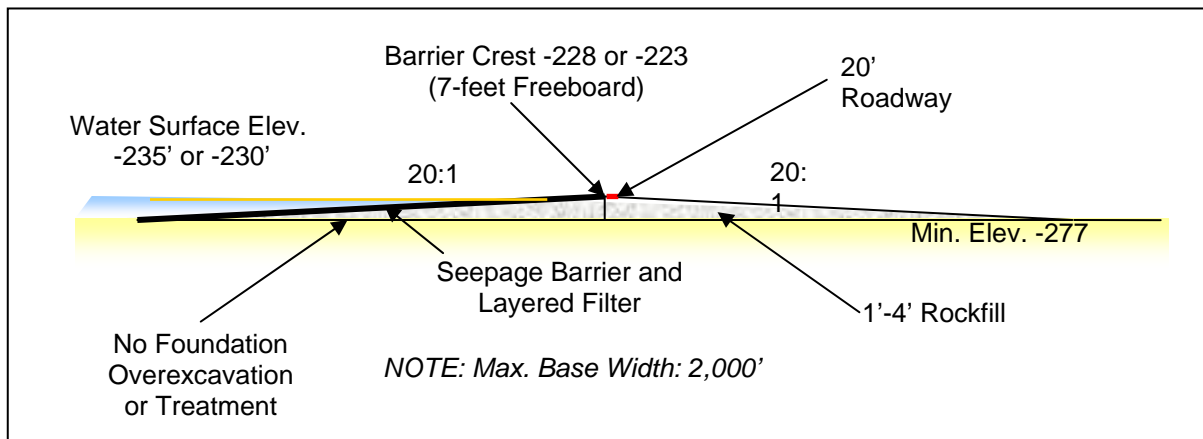 Barrier Crest -228 or -223
(7-feet Freeboard)
20’
Roadway
Water Surface Elev.
-235’ or -230’
20:1
20:
1
Min. Elev. -277
Seepage Barrier and
Layered Filter
1’-4’ Rockfill
No Foundation
Overexcavation
or Treatment
NOTE: Max. Base Width: 2,000’